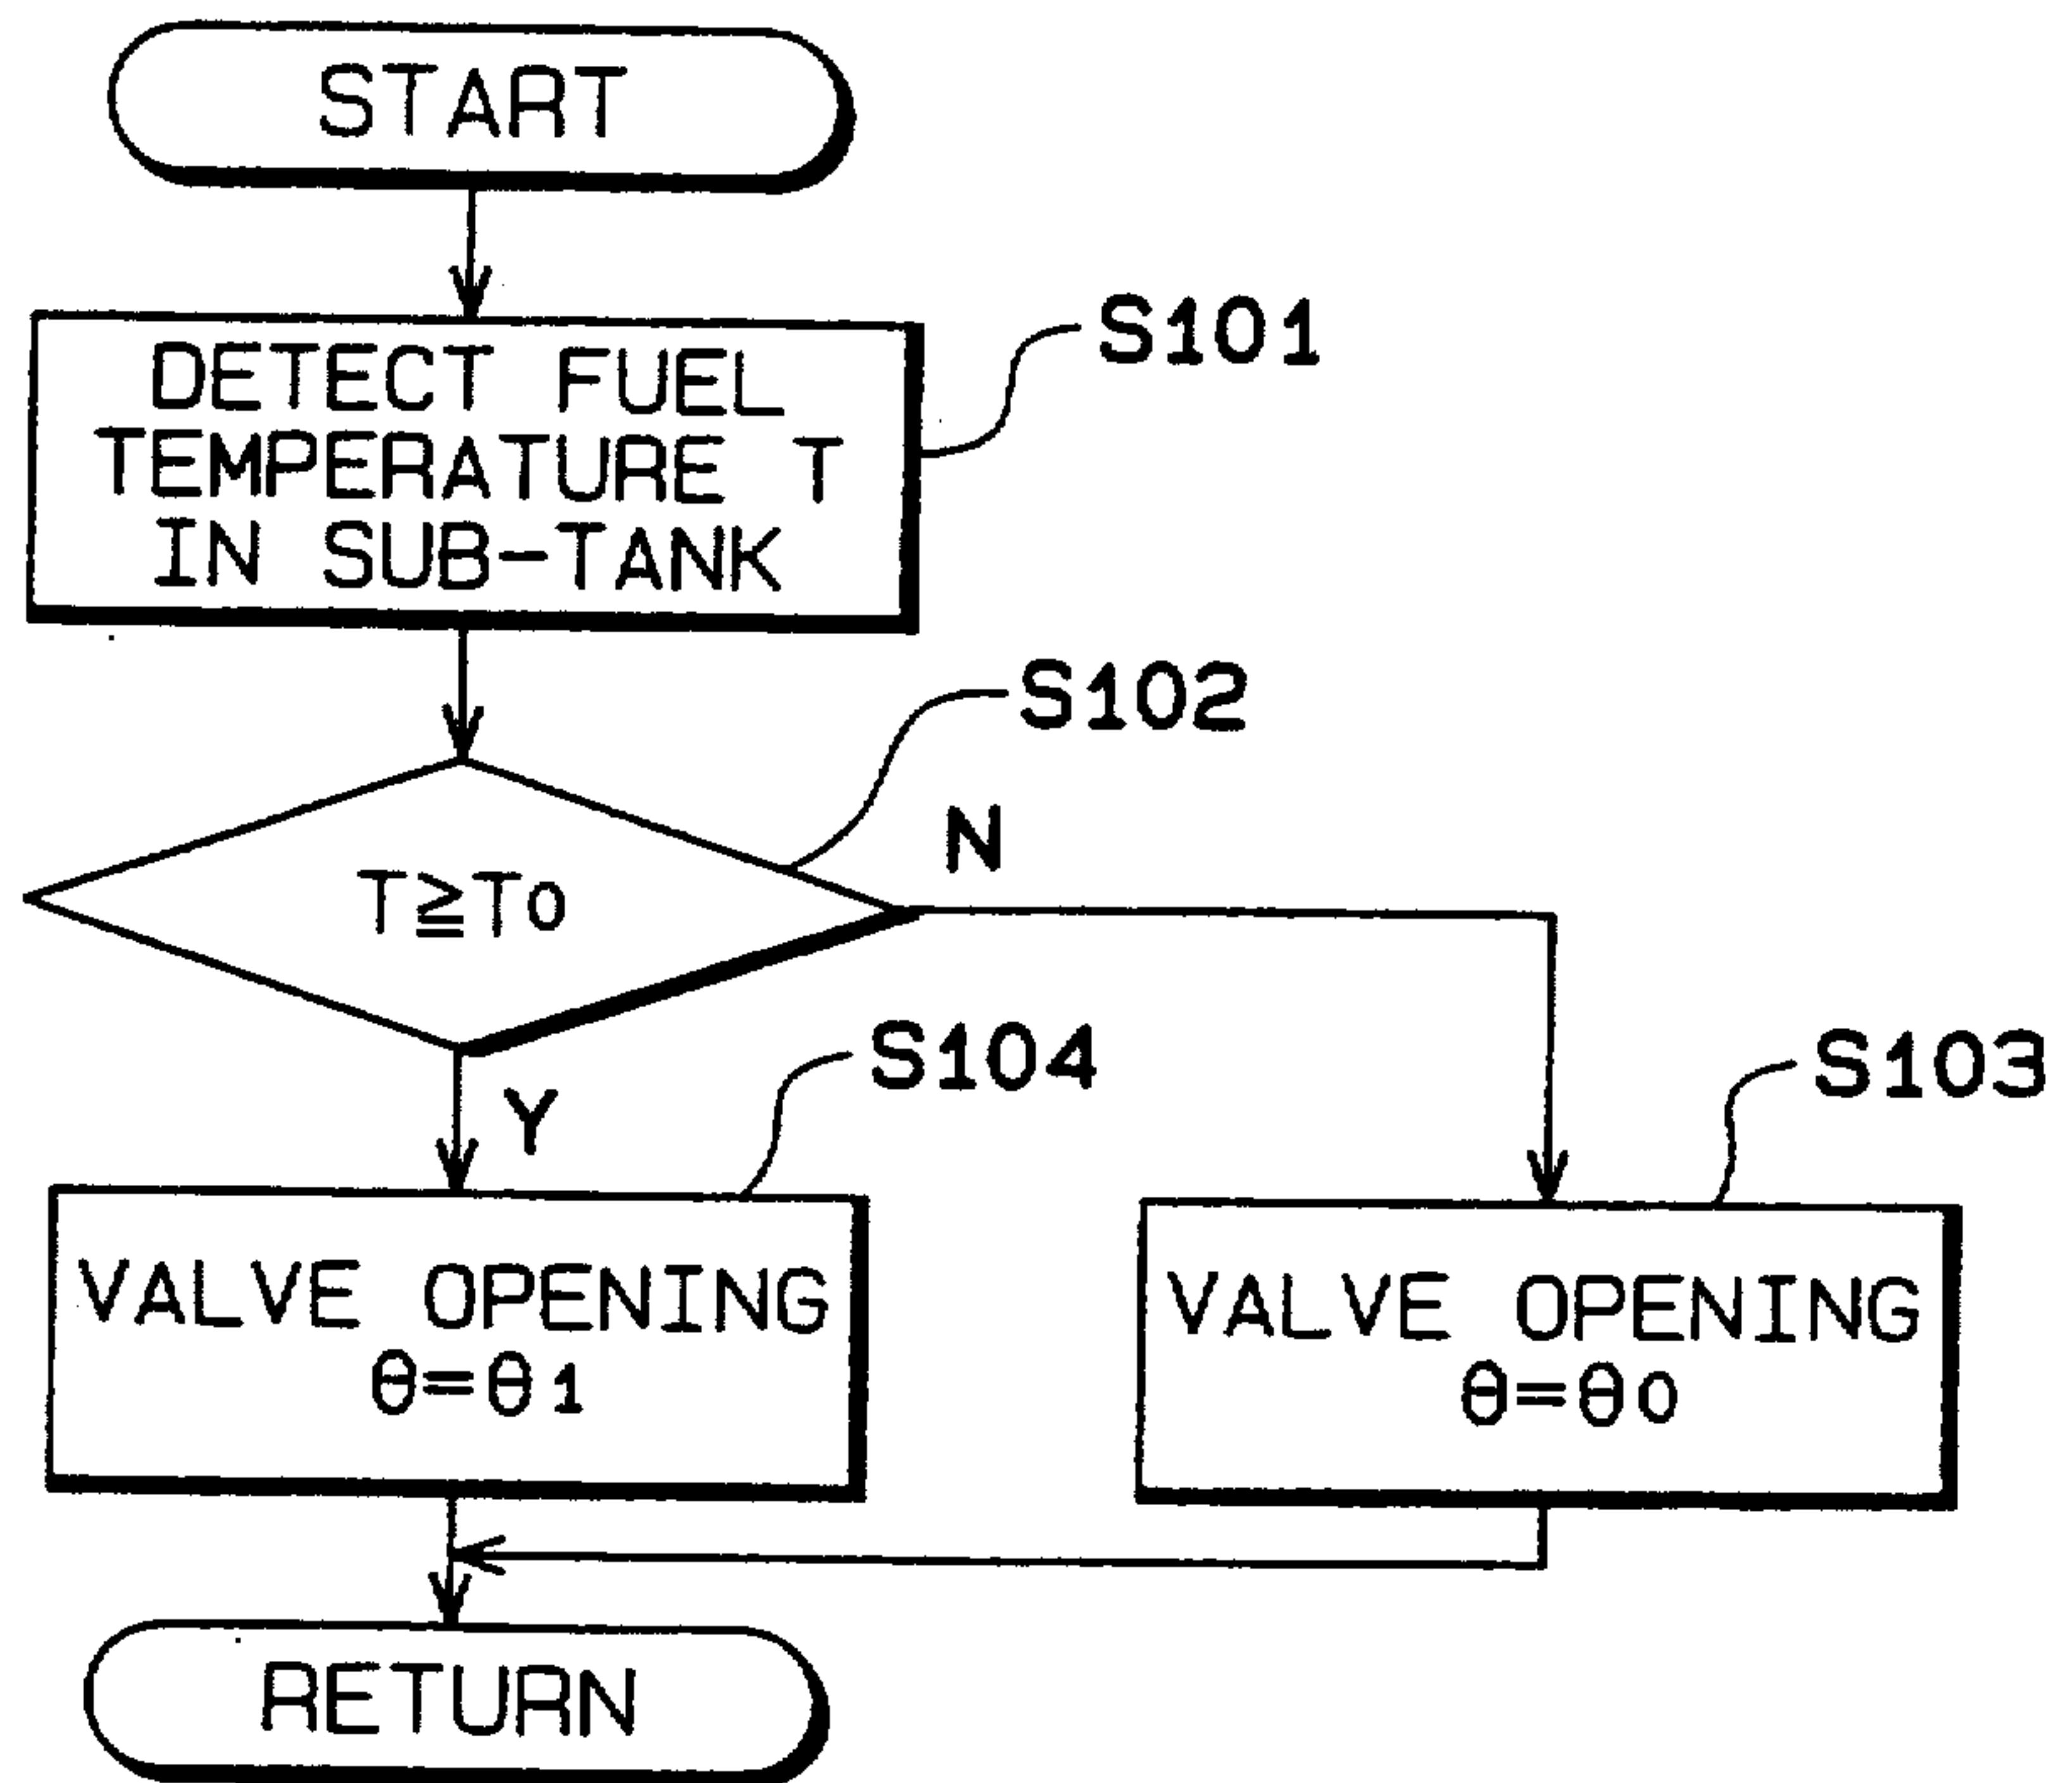 START
S101
DETECT FUEL
TEMPERATURE T
IN SUB-TANK
S102
N
T≧T0
S104
S103
Y
VALVE OPENING
θ=θ1
VALVE OPENING
θ=θ0
RETURN